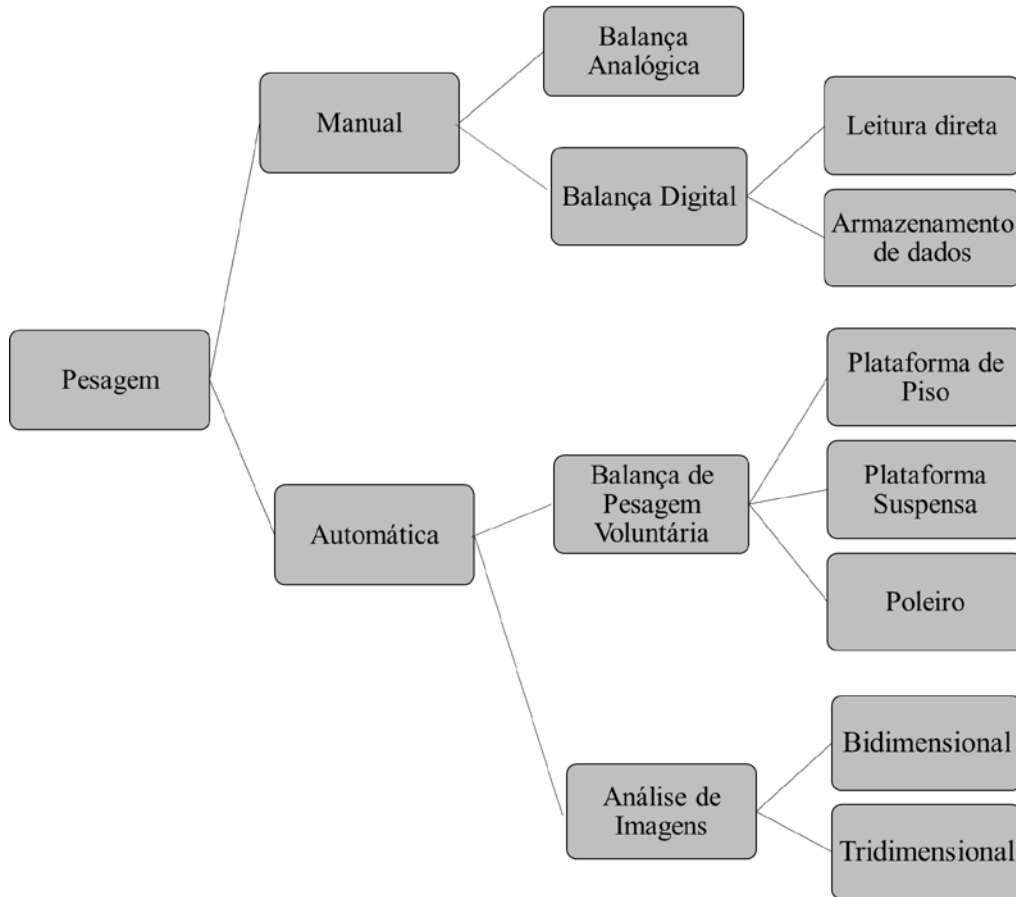 Balança
Analógica
Manual
Leitura direta
Balança Digital
Armazenamento
de dados
Pesagem
Plataforma de
Piso
Balança de
Pesagem
Voluntária
Plataforma
Suspensa
Automática
Poleiro
Bidimensional
Análise de
Imagens
Tridimensional